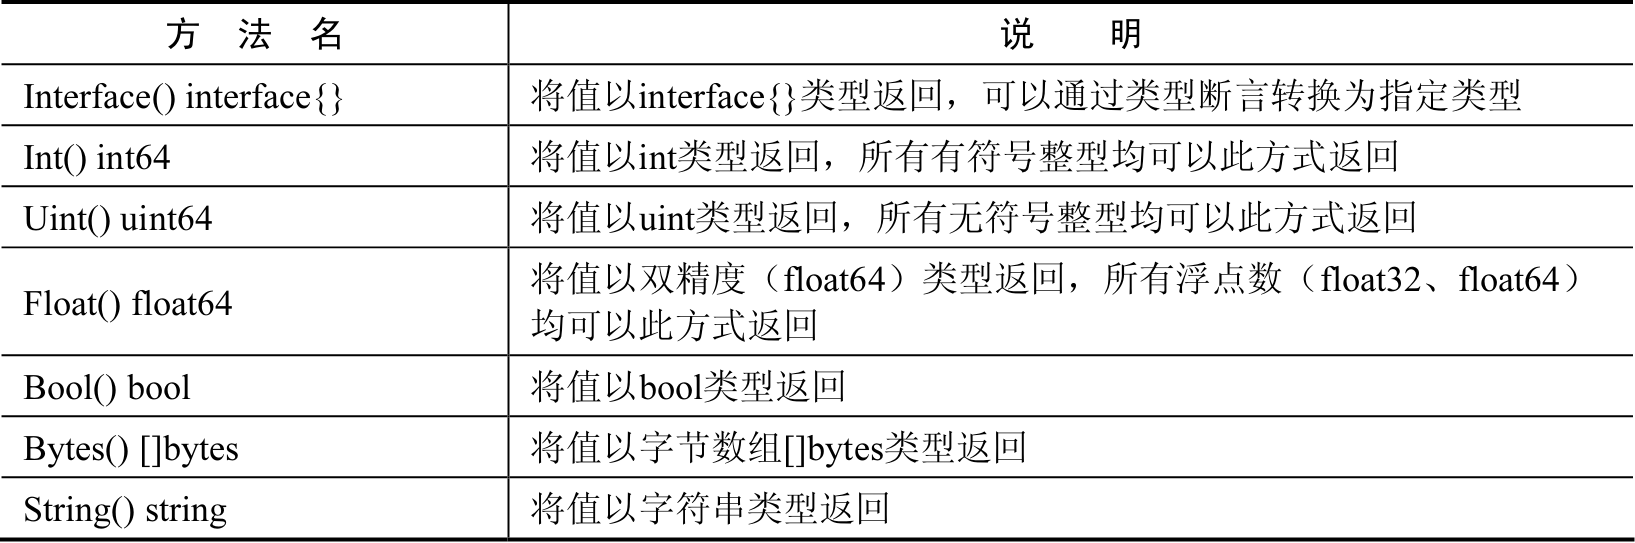 方 法 名 说 明
Interface() interface{} 将值以interface{}类型返回，可以通过类型断言转换为指定类型
Int() int64 将值以int类型返回，所有有符号整型均可以此方式返回
Uint() uint64 将值以uint类型返回，所有无符号整型均可以此方式返回
Float() float64 将值以双精度（float64）类型返回，所有浮点数（float32、float64）
均可以此方式返回
Bool() bool 将值以bool类型返回
Bytes() []bytes 将值以字节数组[]bytes类型返回
String() string 将值以字符串类型返回